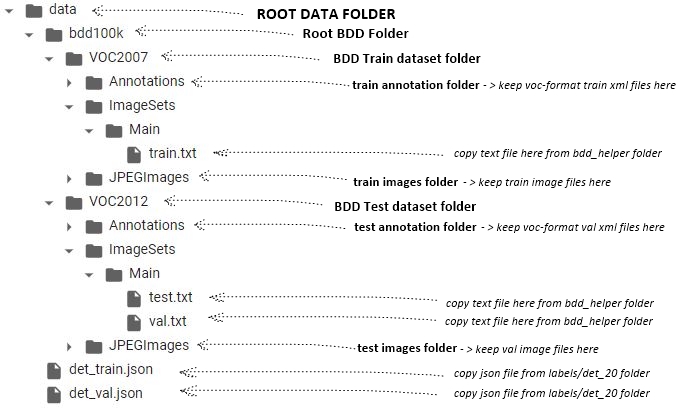 data ROOT DATA FOLDER
bdd100k Root BDD Folder
VOC2007 BDD Train dataset folder
Annotations train annotation folder - > keep voc-format train xml files here
ImageSets
Main
train.txt copy text file here from bdd_helper folder
JPEGImages train images folder - > keep train image files here
VOC2012 BDD Test dataset folder
Annotations test annotation folder - > keep voc-format val xml files here
ImageSets
Main
test.txt copy text file here from bdd_helper folder
val.txt copy text file here from bdd_helper folder
JPEGImages test images folder - > keep val image files here
det_train.json copy json file from labels/det_20 folder
det_val.json copy json file from labels/det_20 folder